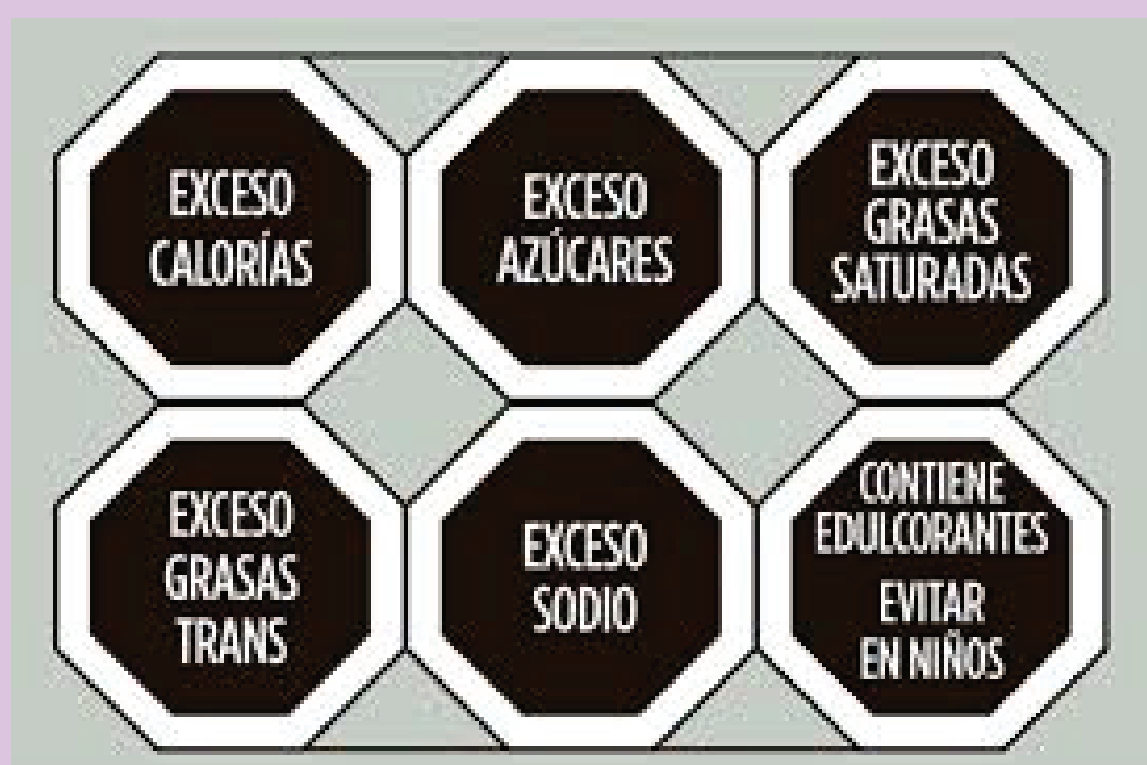 EXCESO
CALORÍAS
EXCESO
AZÚCARES
EXCESO
GRASAS
SATURADAS
EXCESO
GRASAS
TRANS
EXCESO
SODIO
CONTIENE
EDULCORANTES
EVITAR
EN NIÑOS